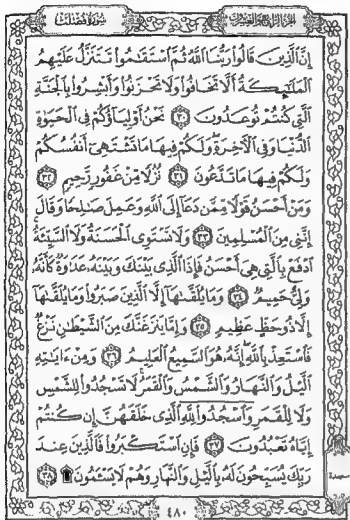 الجزء الرابع والعشرون سورة فصلت
إِنَّ ٱلَّذِينَ قَالُوا۟ رَبُّنَا ٱللَّهُ ثُمَّ ٱسْتَقَـٰمُوا۟ تَتَنَزَّلُ عَلَيْهِمُ
ٱلْمَلَـٰٓئِكَةُ أَلَّا تَخَافُوا۟ وَلَا تَحْزَنُوا۟ وَأَبْشِرُوا۟ بِٱلْجَنَّةِ
ٱلَّتِى كُنتُمْ تُوعَدُونَ ٣٠ نَحْنُ أَوْلِيَآؤُكُمْ فِى ٱلْحَيَوٰةِ
ٱلدُّنْيَا وَفِى ٱلْـَٔاخِرَةِ ۖ وَلَكُمْ فِيهَا مَا تَشْتَهِىٓ أَنفُسُكُمْ
وَلَكُمْ فِيهَا مَا تَدَّعُونَ ٣١ نُزُلًا مِّنْ غَفُورٍ رَّحِيمٍ ٣٢
وَمَنْ أَحْسَنُ قَوْلًا مِّمَّن دَعَآ إِلَى ٱللَّهِ وَعَمِلَ صَـٰلِحًا وَقَالَ
إِنَّنِى مِنَ ٱلْمُسْلِمِينَ ٣٣ وَلَا تَسْتَوِى ٱلْحَسَنَةُ وَلَا ٱلسَّيِّئَةُ ۚ
ٱدْفَعْ بِٱلَّتِى هِىَ أَحْسَنُ فَإِذَا ٱلَّذِى بَيْنَكَ وَبَيْنَهُۥ عَدَٰوَةٌ كَأَنَّهُۥ
وَلِىٌّ حَمِيمٌ ٣٤ وَمَا يُلَقَّىٰهَآ إِلَّا ٱلَّذِينَ صَبَرُوا۟ وَمَا يُلَقَّىٰهَآ
إِلَّا ذُو حَظٍّ عَظِيمٍ ٣٥ وَإِمَّا يَنزَغَنَّكَ مِنَ ٱلشَّيْطَـٰنِ نَزْغٌ
فَٱسْتَعِذْ بِٱللَّهِ ۖ إِنَّهُۥ هُوَ ٱلسَّمِيعُ ٱلْعَلِيمُ ٣٦ وَمِنْ ءَايَـٰتِهِ
ٱلَّيْلُ وَٱلنَّهَارُ وَٱلشَّمْسُ وَٱلْقَمَرُ ۚ لَا تَسْجُدُوا۟ لِلشَّمْسِ
وَلَا لِلْقَمَرِ وَٱسْجُدُوا۟ لِلَّهِ ٱلَّذِى خَلَقَهُنَّ إِن كُنتُمْ
إِيَّاهُ تَعْبُدُونَ ٣٧ فَإِنِ ٱسْتَكْبَرُوا۟ فَٱلَّذِينَ عِندَ
رَبِّكَ يُسَبِّحُونَ لَهُۥ بِٱلَّيْلِ وَٱلنَّهَارِ وَهُمْ لَا يَسْـَٔمُونَ ۩ ٣٨
سجدة
٤٨٠